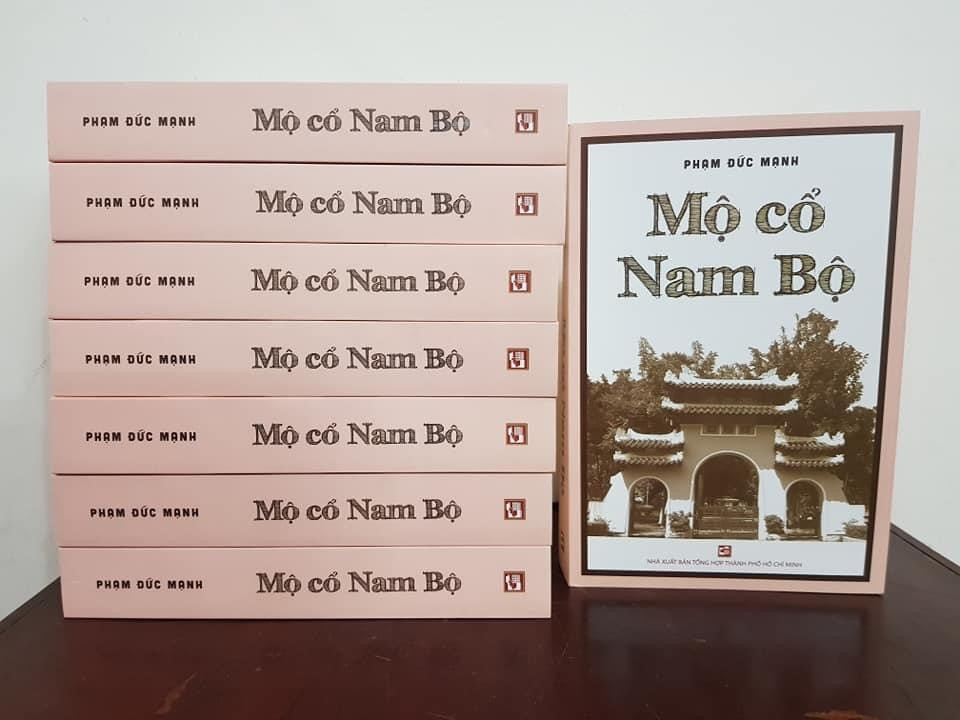 PHẠM ĐỨC MẠNH Mộ cổ Nam Bộ
PHẠM ĐỨC MẠNH Mộ cổ Nam Bộ
PHẠM ĐỨC MẠNH Mộ cổ Nam Bộ
PHẠM ĐỨC MẠNH Mộ cổ Nam Bộ
PHẠM ĐỨC MẠNH Mộ cổ Nam Bộ
PHẠM ĐỨC MẠNH Mộ cổ Nam Bộ
PHẠM ĐỨC MẠNH Mộ cổ Nam Bộ
PHẠM ĐỨC MẠNH
Mộ cổ
Nam Bộ
NHÀ XUẤT BẢN TỔNG HỢP THÀNH PHỐ HỒ CHÍ MINH